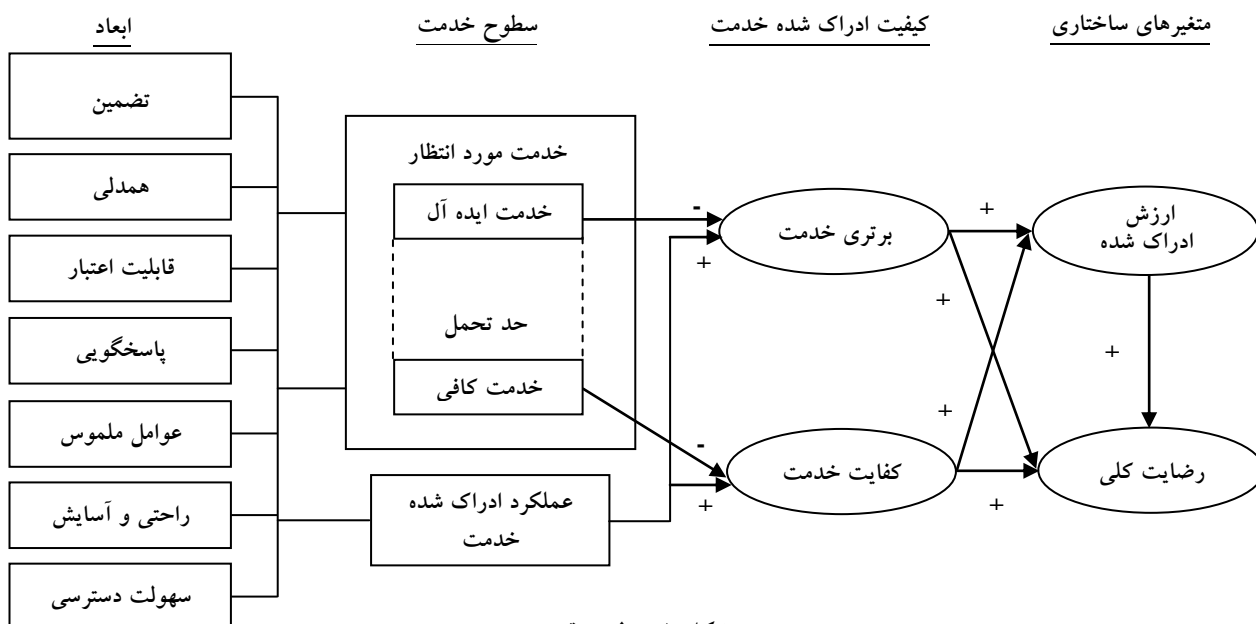 ابعاد
سطوح خدمت
کیفیت ادراک شده خدمت
متغیرهای ساختاری
تضمین
همدلی
قابلیت اعتبار
پاسخگویی
عوامل ملموس
راحتی و آسایش
سهولت دسترسی
خدمت مورد انتظار
خدمت ایده آل
حد تحمل
خدمت کافی
عملکرد ادراک شده
خدمت
-
+
برتری خدمت
-
+
کفایت خدمت
+
+
+
+
ارزش
ادراک شده
+
رضایت کلی